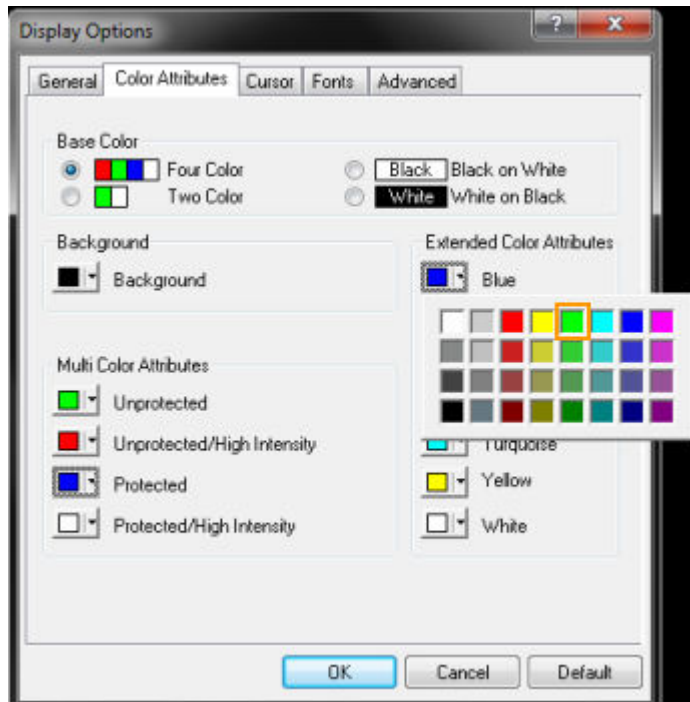 Display Options
?
General Color Attributes Cursor Fonts Advanced
Base Color
Four Color
Black Black on White
Two Color
White White on Black
Background
Background
Extended Color Attributes
Blue
Multi Color Attributes
Unprotected
Unprotected/High Intensity
Protected
Protected/High Intensity
Turquoise
Yellow
White
OK Cancel Default